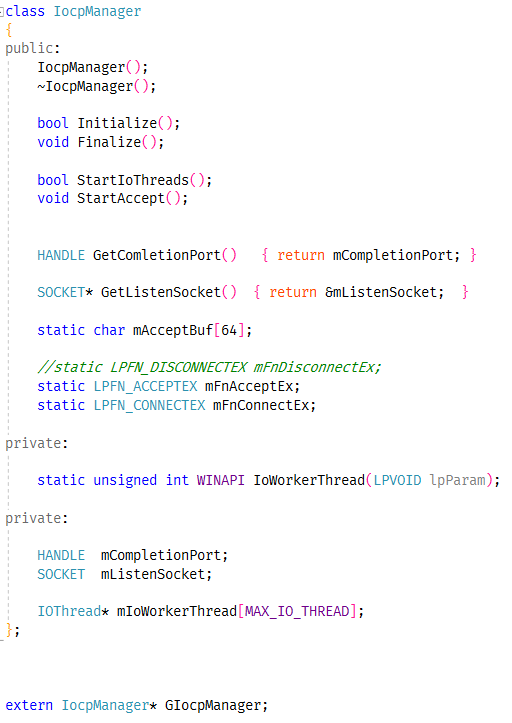 class IocpManager
{
public:
    IocpManager();
    ~IocpManager();
    bool Initialize();
    void Finalize();
    bool StartIoThreads();
    void StartAccept();
    HANDLE GetComletionPort()   { return mCompletionPort; }
    SOCKET* GetListenSocket()  { return &mListenSocket;  }
    static char mAcceptBuf[64];
    //static LPFN_DISCONNECTEX mFnDisconnectEx;
    static LPFN_ACCEPTEX mFnAcceptEx;
    static LPFN_CONNECTEX mFnConnectEx;
private:
    static unsigned int WINAPI IoWorkerThread(LPVOID lpParam);
private:
    HANDLE  mCompletionPort;
    SOCKET  mListenSocket;
    IOThread* mIoWorkerThread[MAX_IO_THREAD];
};
extern IocpManager* GIocpManager;